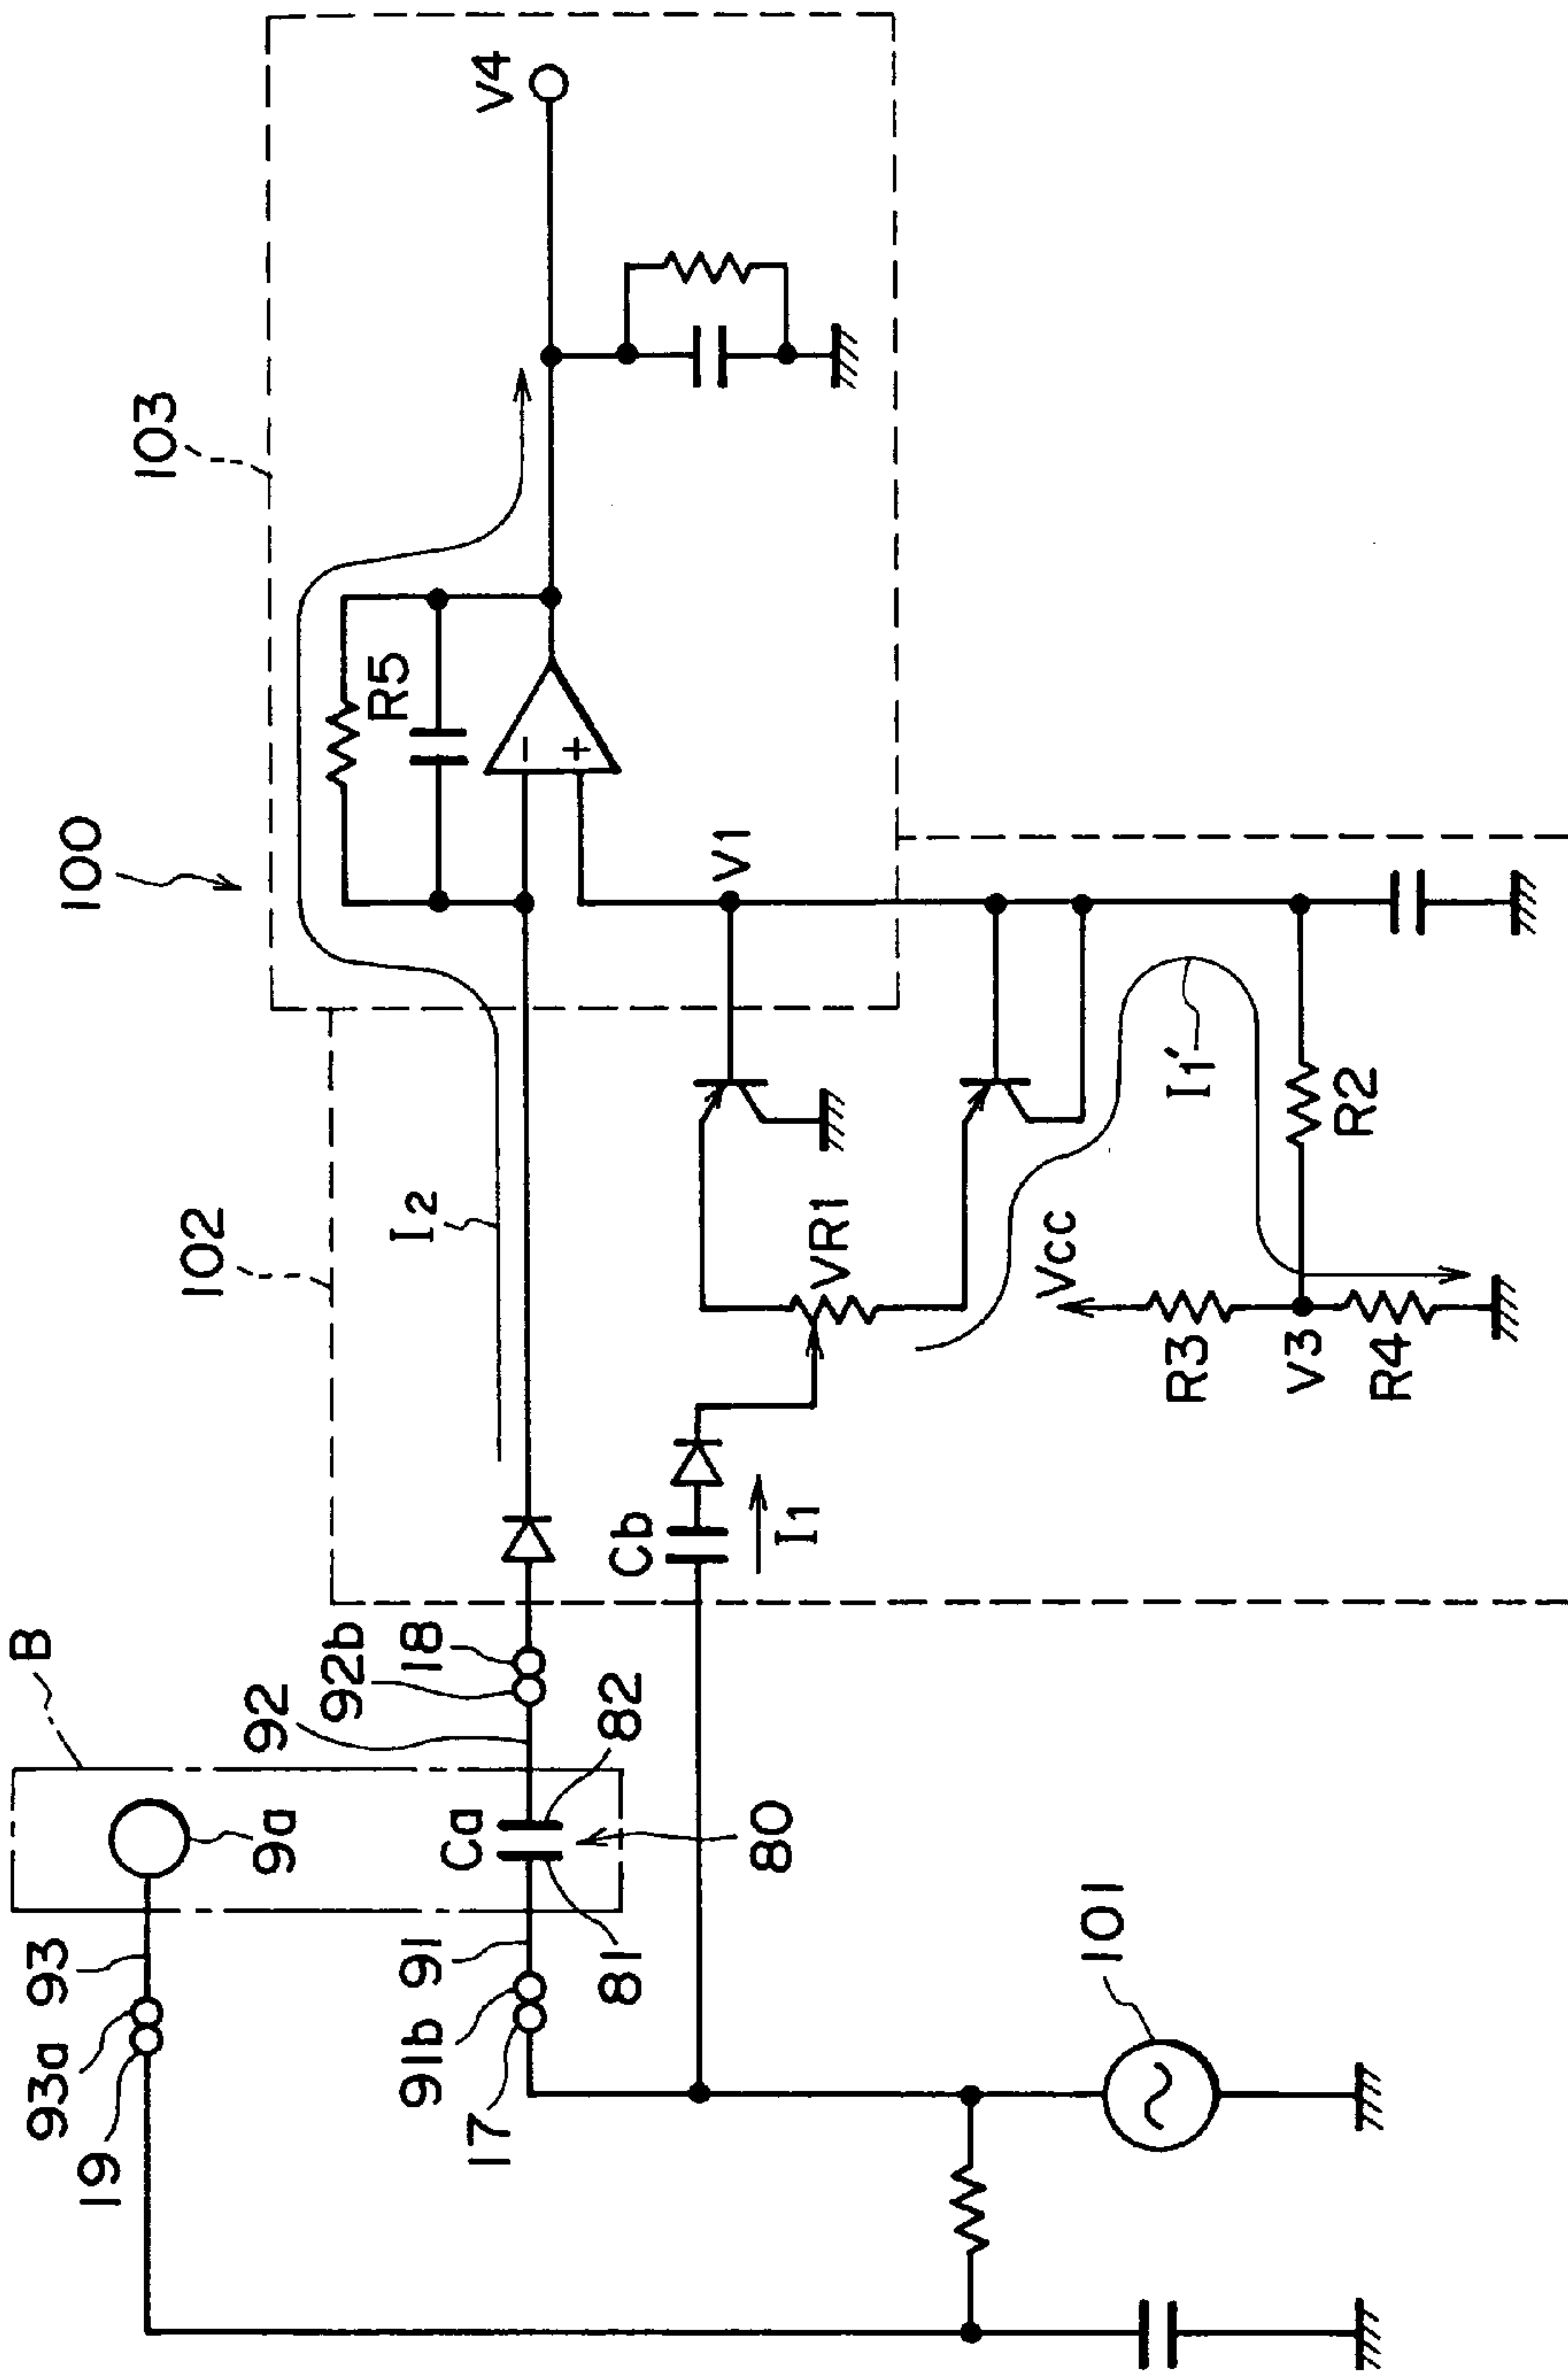 100
103
V4
R5
−
+
V1
102
I2
VR1
Vcc
I1'
R2
R3
V3
R4
Cb
I1
B
9a
93
93a
19
92
92b
18
Ca
82
80
81
91
91b
17
101